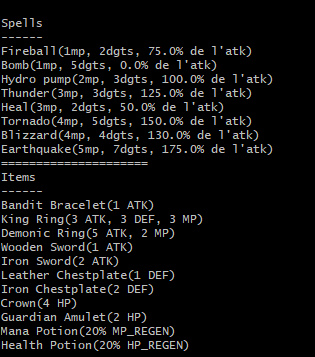 Spells
------
Fireball(1mp, 2dgts, 75.0% de l'atk)
Bomb(1mp, 5dgts, 0.0% de l'atk)
Hydro pump(2mp, 3dgts, 100.0% de l'atk)
Thunder(3mp, 3dgts, 125.0% de l'atk)
Heal(3mp, 2dgts, 50.0% de l'atk)
Tornado(4mp, 5dgts, 150.0% de l'atk)
Blizzard(4mp, 4dgts, 130.0% de l'atk)
Earthquake(5mp, 7dgts, 175.0% de l'atk)
=====================
Items
------
Bandit Bracelet(1 ATK)
King Ring(3 ATK, 3 DEF, 3 MP)
Demonic Ring(5 ATK, 2 MP)
Wooden Sword(1 ATK)
Iron Sword(2 ATK)
Leather Chestplate(1 DEF)
Iron Chestplate(2 DEF)
Crown(4 HP)
Guardian Amulet(2 HP)
Mana Potion(20% MP_REGEN)
Health Potion(20% HP_REGEN)